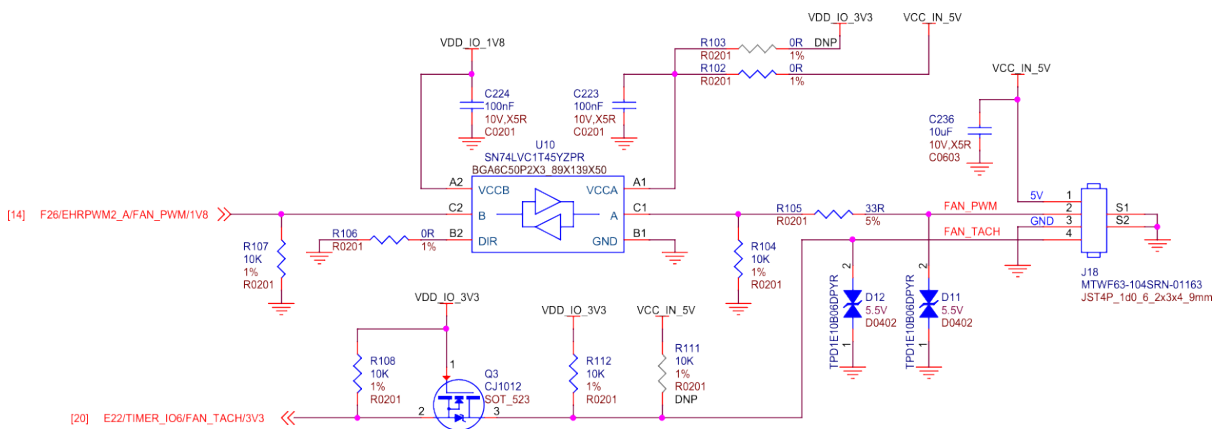 VDD_IO_3V3
VCC_IN_5V
VDD_IO_1V8
R103
0R
DNP
R0201
1%
R102
0R
R0201
1%
VCC_IN_5V
C224
100nF
10V,X5R
C0201
C223
100nF
10V,X5R
C0201
C236
10uF
10V,X5R
C0603
U10
SN74LVC1T45YZPR
BGA6C50P2X3_89X139X50
A2
VCCB
VCCA
A1
C2
B
A
C1
B2
DIR
GND
B1
[14]
F26/EHRPWM2_A/FAN_PWM/1V8
R107
10K
1%
R0201
R106
0R
R0201
1%
R105
33R
R0201
5%
R104
10K
1%
R0201
5V
1
FAN_PWM
2
GND
3
FAN_TACH
4
S1
S2
J18
MTWF63-104SRN-01163
JST4P_1d0_6_2x3x4_9mm
2
D12
5.5V
D0402
1
TPD1E10B06DPYR
2
D11
5.5V
D0402
1
TPD1E10B06DPYR
VDD_IO_3V3
VDD_IO_3V3
VCC_IN_5V
R108
10K
1%
R0201
1
Q3
CJ1012
SOT_523
2
3
R112
10K
1%
R0201
R111
10K
1%
R0201
DNP
[20]
E22/TIMER_IO6/FAN_TACH/3V3